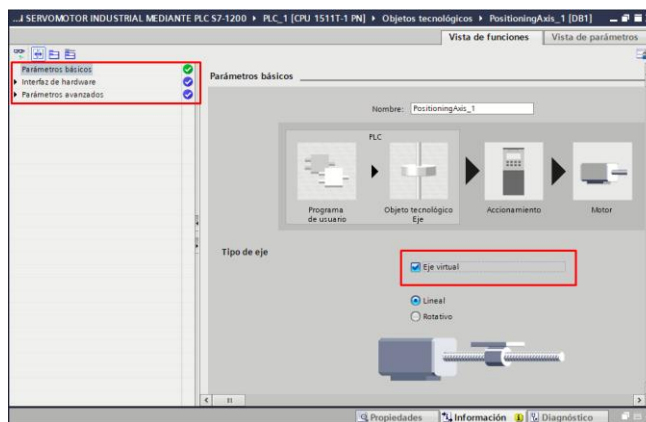 ...J SERVOMOTOR INDUSTRIAL MEDIANTE PLC S7-1200 ▸ PLC_1 [CPU 1511T-1 PN] ▸ Objetos tecnológicos ▸ PositioningAxis_1 [DB1]
Vista de funciones
Vista de parámetros
Parámetros básicos
Interfaz de hardware
Parámetros avanzados
Parámetros básicos
Nombre: PositioningAxis_1
PLC
Programa de usuario
Objeto tecnológico Eje
Accionamiento
Motor
Tipo de eje
Eje virtual
Lineal
Rotativo
Propiedades
Información
Diagnóstico